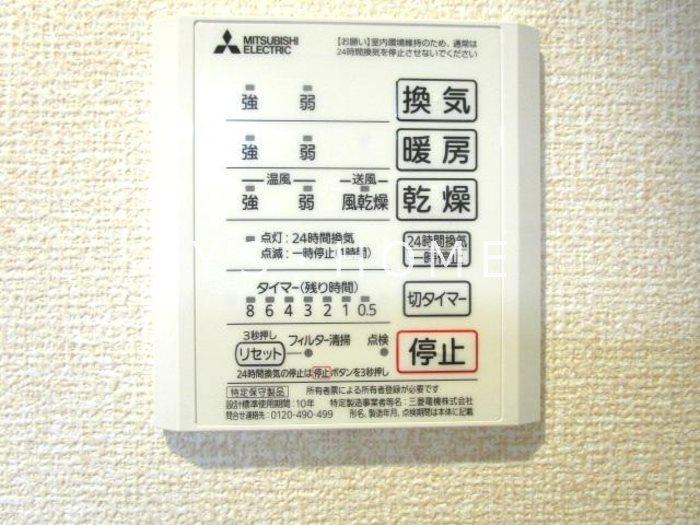 MITSUBISHI
ELECTRIC
【お願い】室内環境維持のため、通常は
24時間換気を停止させないでください
強 弱 換気
強 弱 暖房
温風 送風
強 弱 風乾燥 乾燥
点灯:24時間換気
点滅:一時停止(1時間)
24時間換気
一時停止
タイマー(残り時間)
8 6 4 3 2 1 0.5
切タイマー
3秒押し
リセット フィルター清掃 点検
停止
24時間換気の停止は停止ボタンを3秒押し
特定保守製品 所有者票による所有者登録が必要です
設計標準使用期間:10年 特定製造事業者等名:三菱電機株式会社
問合せ連絡先:0120-490-499 形名、製造年月、点検期間は本体に記載
HOME